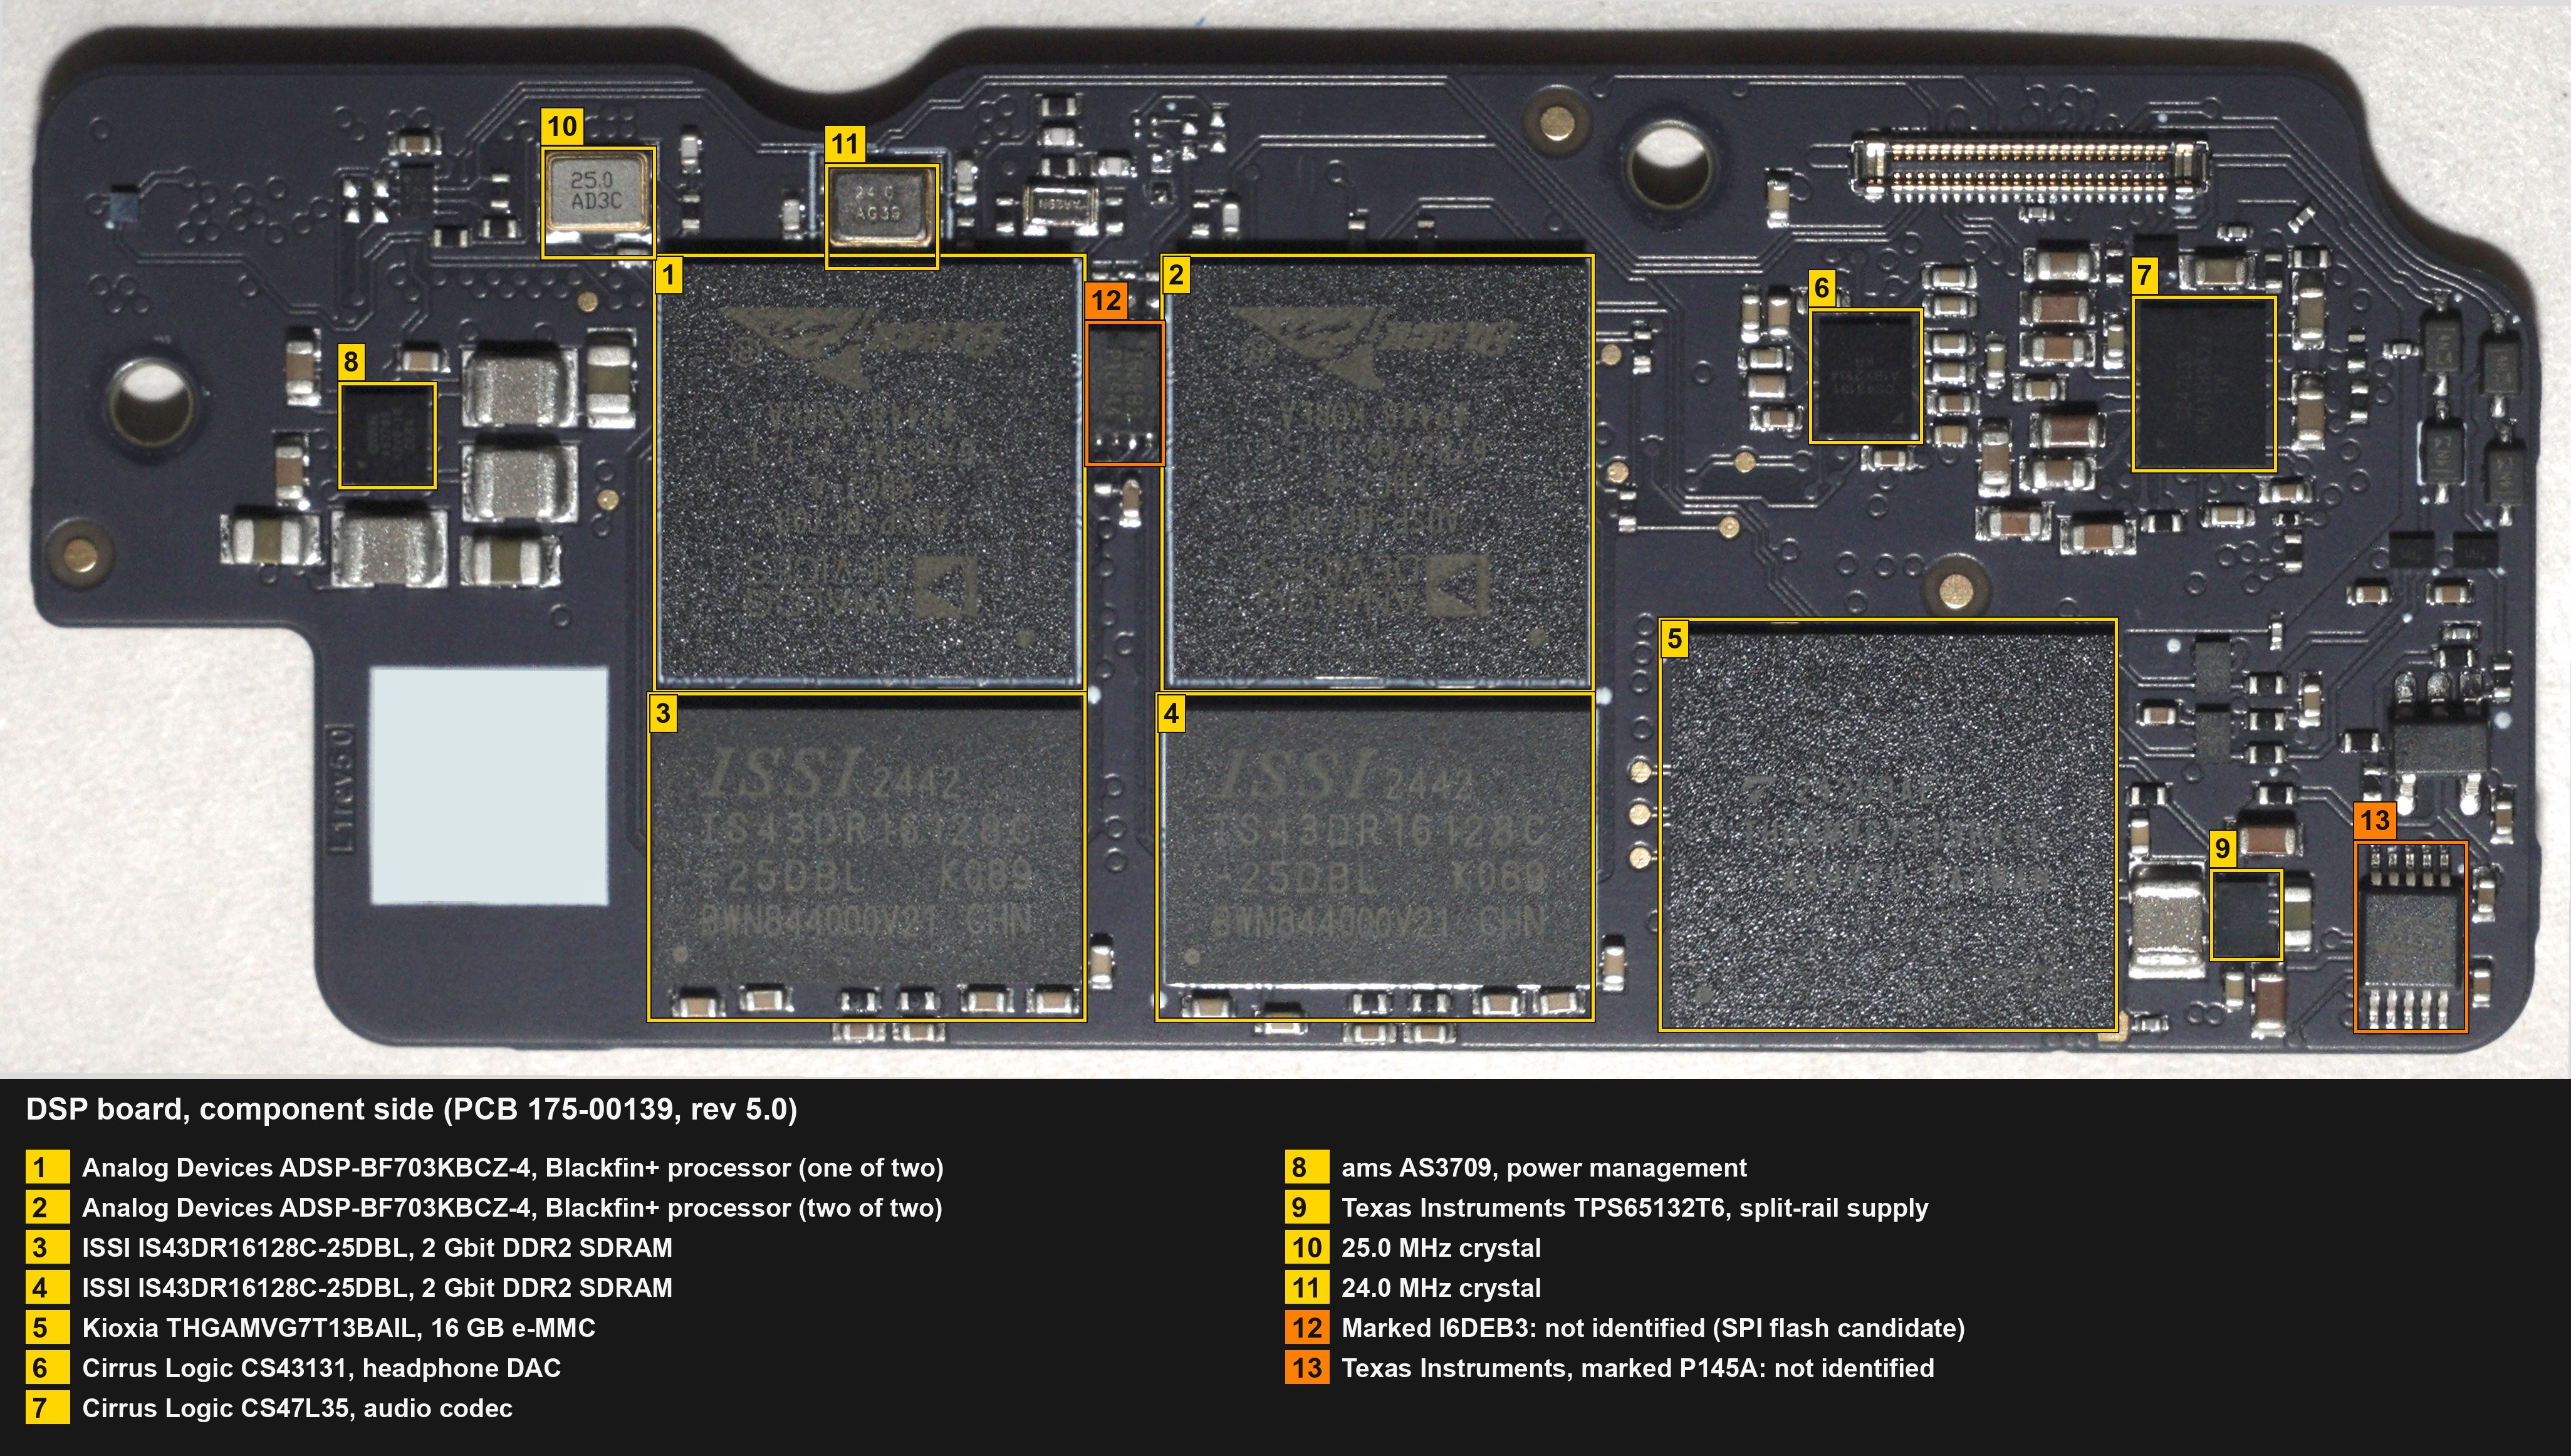 10
25.0
AD3C
11
24.0
AG39
1
12
2
6
7
8
3
ISSI 2442
IS43DR16128C
-25DBL K089
BWN844000V21 CHN
4
ISSI 2442
IS43DR16128C
-25DBL K089
BWN844000V21 CHN
5
9
13
L1rev5.0
DSP board, component side (PCB 175-00139, rev 5.0)
1 Analog Devices ADSP-BF703KBCZ-4, Blackfin+ processor (one of two)
2 Analog Devices ADSP-BF703KBCZ-4, Blackfin+ processor (two of two)
3 ISSI IS43DR16128C-25DBL, 2 Gbit DDR2 SDRAM
4 ISSI IS43DR16128C-25DBL, 2 Gbit DDR2 SDRAM
5 Kioxia THGAMVG7T13BAIL, 16 GB e-MMC
6 Cirrus Logic CS43131, headphone DAC
7 Cirrus Logic CS47L35, audio codec
8 ams AS3709, power management
9 Texas Instruments TPS65132T6, split-rail supply
10 25.0 MHz crystal
11 24.0 MHz crystal
12 Marked I6DEB3: not identified (SPI flash candidate)
13 Texas Instruments, marked P145A: not identified